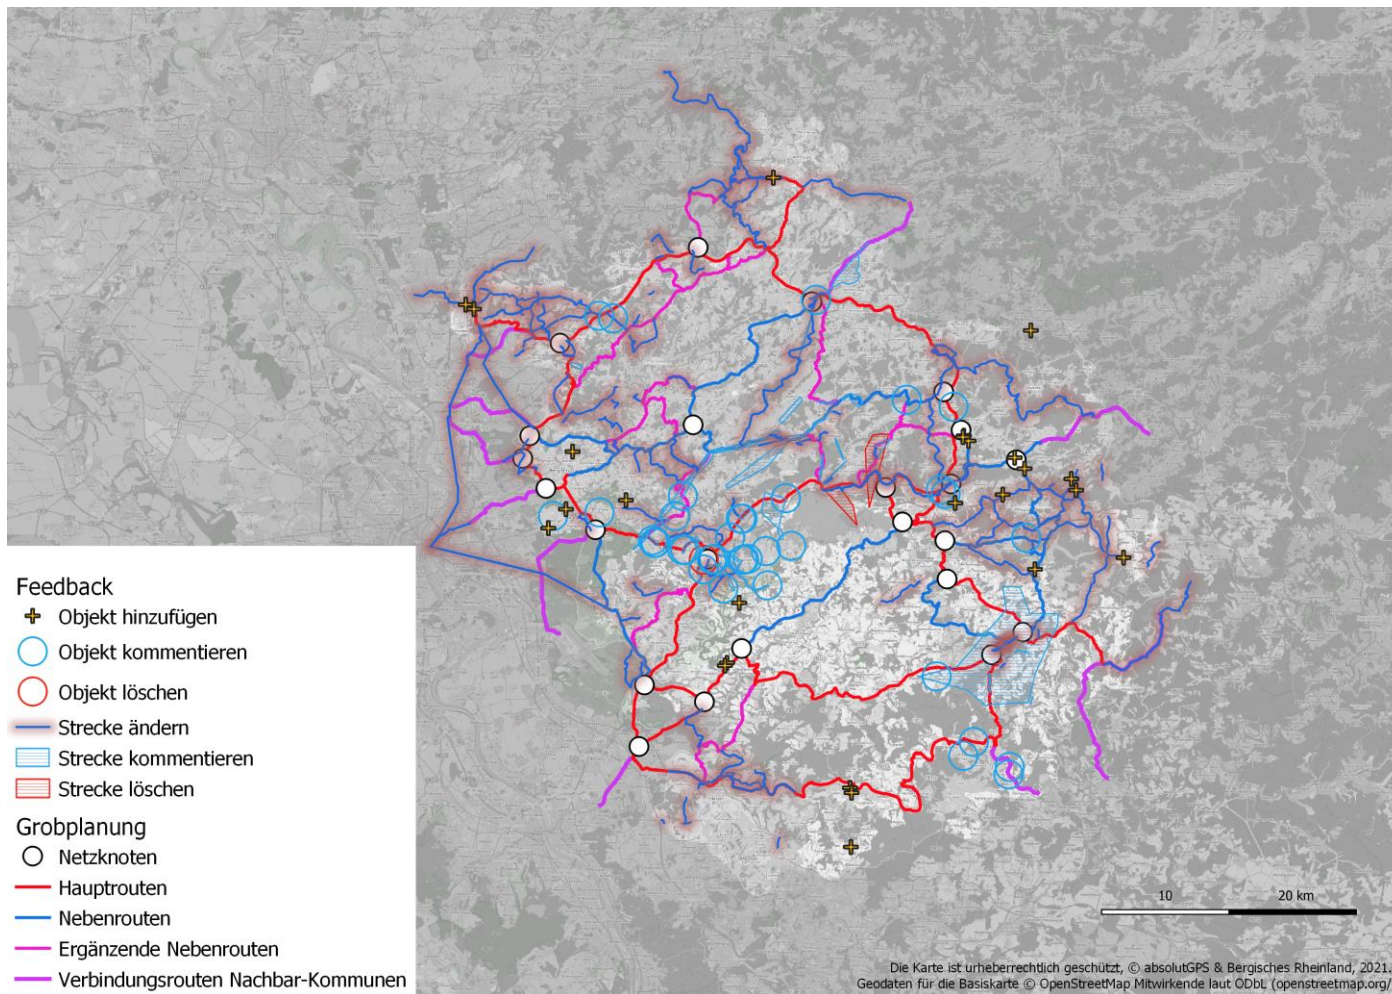 Feedback
Objekt hinzufügen
Objekt kommentieren
Objekt löschen
Strecke ändern
Strecke kommentieren
Strecke löschen
Grobplanung
Netzknoten
Hauptrouten
Nebenrouten
Ergänzende Nebenrouten
Verbindungsrouten Nachbar-Kommunen
10 20 km
Die Karte ist urheberrechtlich geschützt, © absolutGPS & Bergisches Rheinland, 2021.
Geodaten für die Basiskarte © OpenStreetMap Mitwirkende laut ODbL (openstreetmap.org/